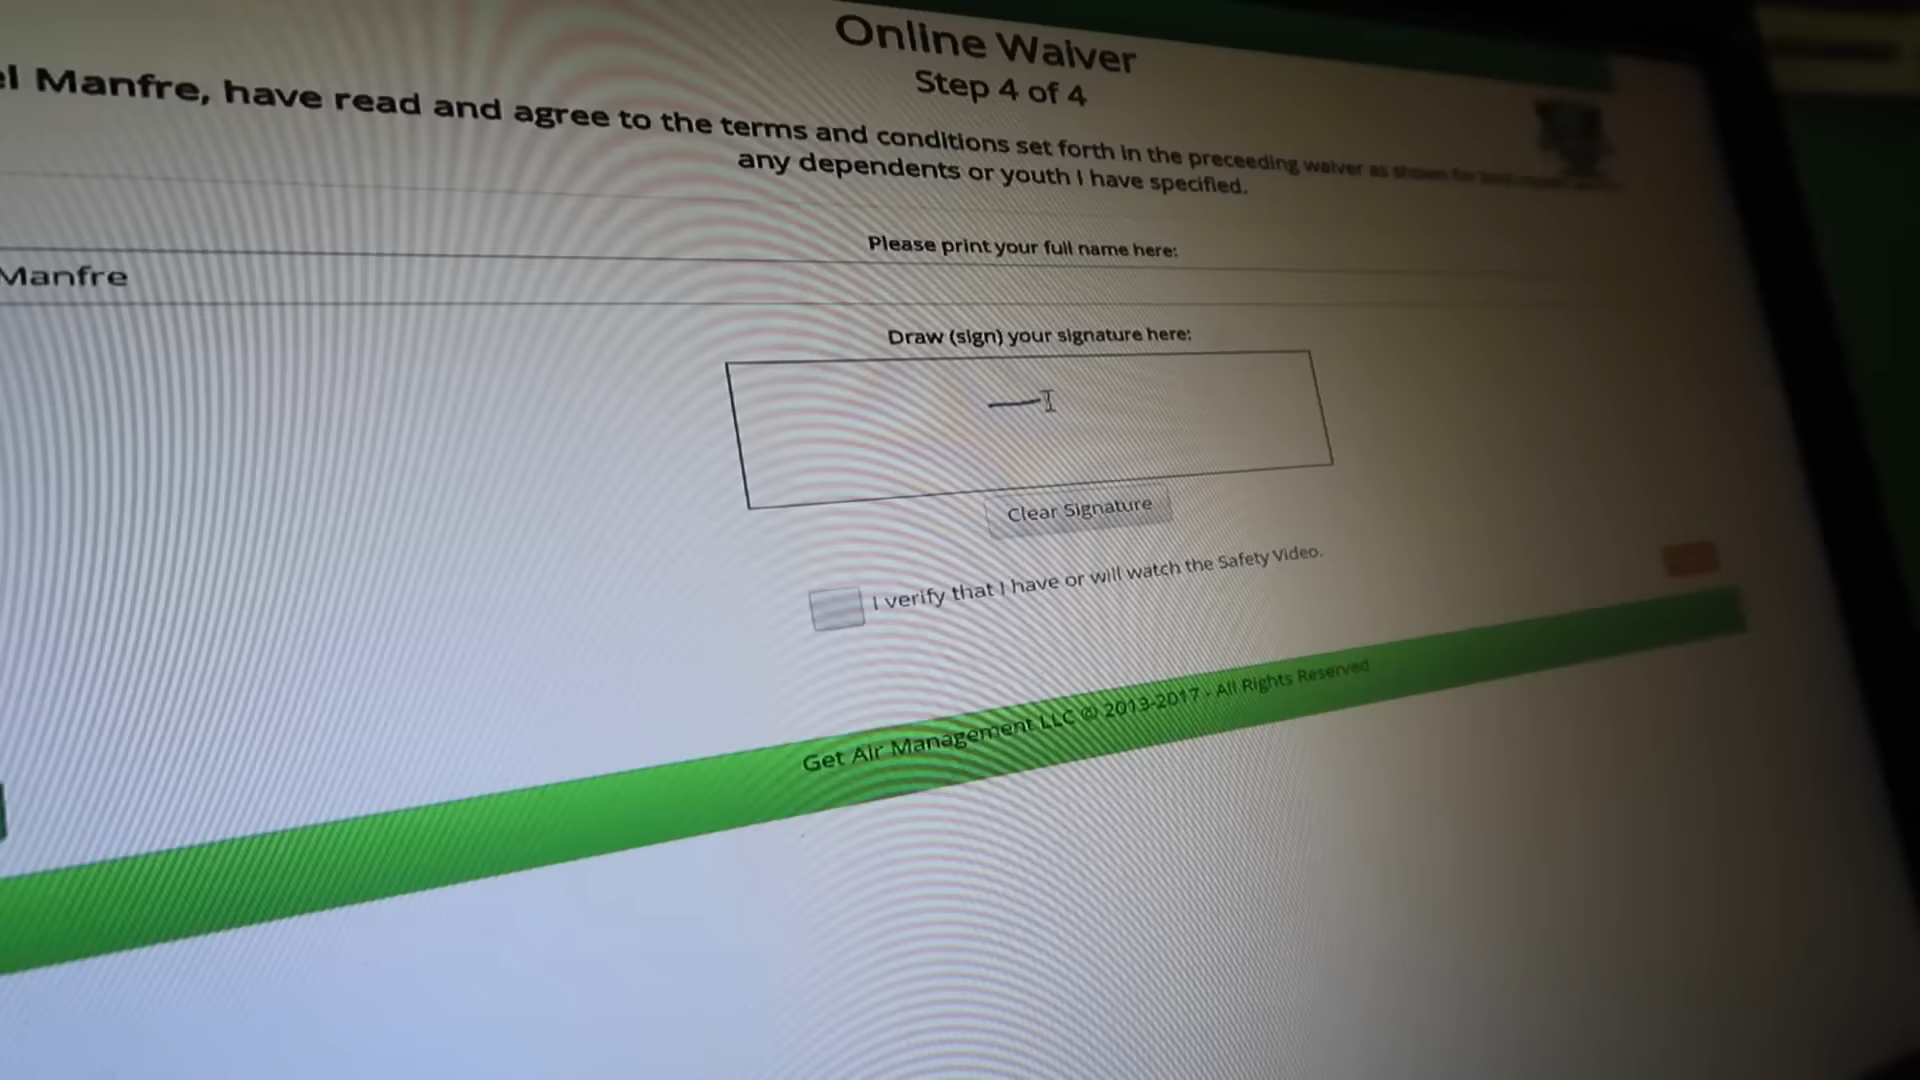 Online Waiver
Step 4 of 4
Manfre, have read and agree to the terms and conditions set forth in the preceeding waiver as shown for
any dependents or youth I have specified.
Please print your full name here:
Manfre
Draw (sign) your signature here:
Clear Signature
I verify that I have or will watch the Safety Video.
Get Air Management LLC © 2013-2017 - All Rights Reserved